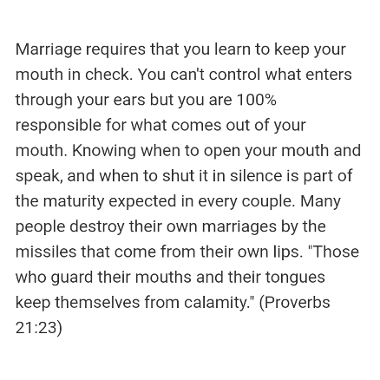 Marriage requires that you learn to keep your
mouth in check. You can't control what enters
through your ears but you are 100%
responsible for what comes out of your
mouth. Knowing when to open your mouth and
speak, and when to shut it in silence is part of
the maturity expected in every couple. Many
people destroy their own marriages by the
missiles that come from their own lips. "Those
who guard their mouths and their tongues
keep themselves from calamity." (Proverbs
21:23)